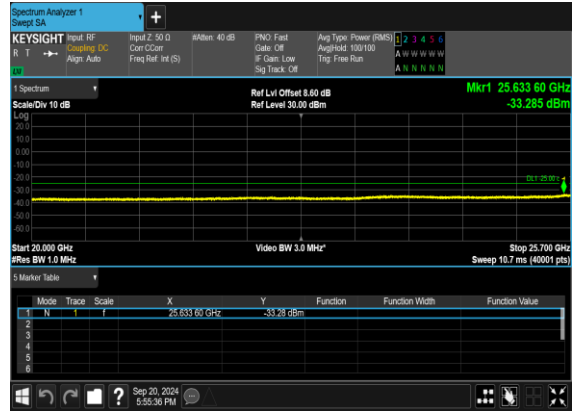 Spectrum Analyzer 1
Swept SA
+
KEYSIGHT Input: RF Input Z: 50 Ω #Atten: 40 dB PNO: Fast Avg Type: Power (RMS) 1 2 3 4 5 6
R T Coupling: DC Corr CCorr Gate: Off Avg|Hold: 100/100 A W W W W W
Align: Auto Freq Ref: Int (S) IF Gain: Low Trig: Free Run
Sig Track: Off A N N N N N
1 Spectrum Ref Lvl Offset 8.60 dB Mkr1 25.633 60 GHz
Scale/Div 10 dB Ref Level 30.00 dBm -33.285 dBm
Log
20.0
10.0
0.00
-10.0
-20.0
DL1 -25.00
-30.0
-40.0
-50.0
-60.0
Start 20.000 GHz Video BW 3.0 MHz* Stop 25.700 GHz
#Res BW 1.0 MHz Sweep 10.7 ms (40001 pts)
5 Marker Table
Mode Trace Scale X Y Function Function Width Function Value
1 N 1 f 25.633 60 GHz -33.28 dBm
2
3
4
5
6
? Sep 20, 2024
5:55:36 PM